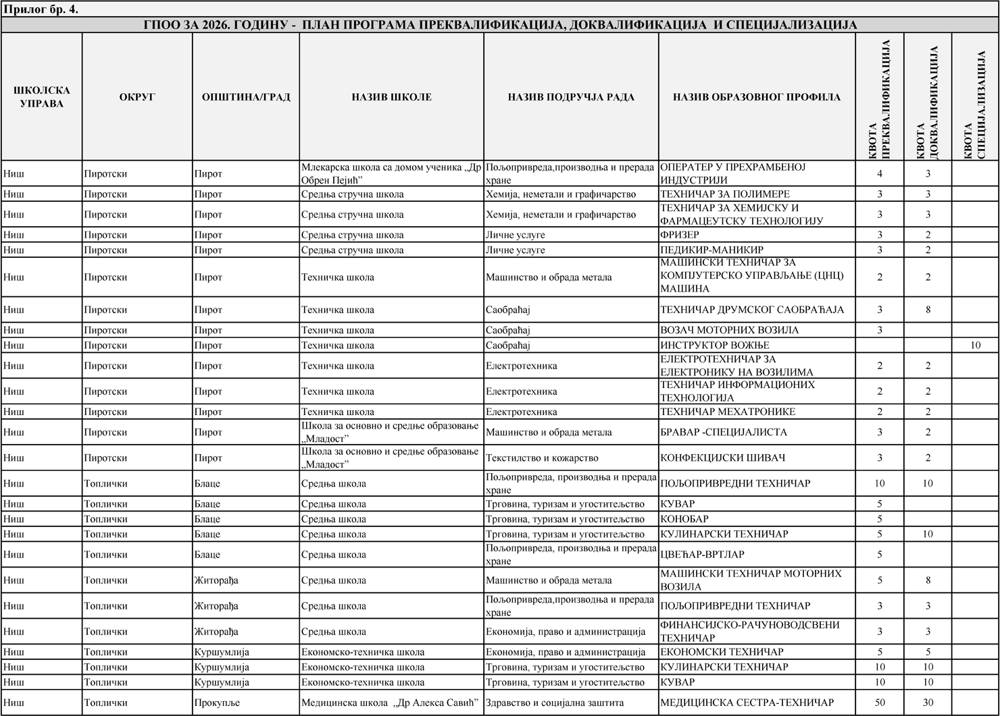 Прилог бр. 4.
ГПОО ЗА 2026. ГОДИНУ - ПЛАН ПРОГРАМА ПРЕКВАЛИФИКАЦИЈА, ДОКВАЛИФИКАЦИЈА И СПЕЦИЈАЛИЗАЦИЈА
ШКОЛСКА УПРАВА ОКРУГ ОПШТИНА/ГРАД НАЗИВ ШКОЛЕ НАЗИВ ПОДРУЧЈА РАДА НАЗИВ ОБРАЗОВНОГ ПРОФИЛА КВОТА ПРЕКВАЛИФИКАЦИЈА КВОТА ДОКВАЛИФИКАЦИЈА КВОТА СПЕЦИЈАЛИЗАЦИЈА
Ниш Пиротски Пирот Млекарска школа са домом ученика „Др Обрен Пејић” Пољопривреда,производња и прерада хране ОПЕРАТЕР У ПРЕХРАМБЕНОЈ ИНДУСТРИЈИ 4 3
Ниш Пиротски Пирот Средња стручна школа Хемија, неметали и графичарство ТЕХНИЧАР ЗА ПОЛИМЕРЕ 3 3
Ниш Пиротски Пирот Средња стручна школа Хемија, неметали и графичарство ТЕХНИЧАР ЗА ХЕМИЈСКУ И ФАРМАЦЕУТСКУ ТЕХНОЛОГИЈУ 3 3
Ниш Пиротски Пирот Средња стручна школа Личне услуге ФРИЗЕР 3 2
Ниш Пиротски Пирот Средња стручна школа Личне услуге ПЕДИКИР-МАНИКИР 3 2
Ниш Пиротски Пирот Техничка школа Машинство и обрада метала МАШИНСКИ ТЕХНИЧАР ЗА КОМПЈУТЕРСКО УПРАВЉАЊЕ (ЦНЦ) МАШИНА 2 2
Ниш Пиротски Пирот Техничка школа Саобраћај ТЕХНИЧАР ДРУМСКОГ САОБРАЋАЈА 3 8
Ниш Пиротски Пирот Техничка школа Саобраћај ВОЗАЧ МОТОРНИХ ВОЗИЛА 3
Ниш Пиротски Пирот Техничка школа Саобраћај ИНСТРУКТОР ВОЖЊЕ 10
Ниш Пиротски Пирот Техничка школа Електротехника ЕЛЕКТРОТЕХНИЧАР ЗА ЕЛЕКТРОНИКУ НА ВОЗИЛИМА 2 2
Ниш Пиротски Пирот Техничка школа Електротехника ТЕХНИЧАР ИНФОРМАЦИОНИХ ТЕХНОЛОГИЈА 2 2
Ниш Пиротски Пирот Техничка школа Електротехника ТЕХНИЧАР МЕХАТРОНИКЕ 2 2
Ниш Пиротски Пирот Школа за основно и средње образовање „Младост” Машинство и обрада метала БРАВАР -СПЕЦИЈАЛИСТА 3 2
Ниш Пиротски Пирот Школа за основно и средње образовање „Младост” Текстилство и кожарство КОНФЕКЦИЈСКИ ШИВАЧ 3 2
Ниш Топлички Блаце Средња школа Пољопривреда, производња и прерада хране ПОЉОПРИВРЕДНИ ТЕХНИЧАР 10 10
Ниш Топлички Блаце Средња школа Трговина, туризам и угоститељство КУВАР 5
Ниш Топлички Блаце Средња школа Трговина, туризам и угоститељство КОНОБАР 5
Ниш Топлички Блаце Средња школа Трговина, туризам и угоститељство КУЛИНАРСКИ ТЕХНИЧАР 5 10
Ниш Топлички Блаце Средња школа Пољопривреда, производња и прерада хране ЦВЕЋАР-ВРТЛАР 5
Ниш Топлички Житорађа Средња школа Машинство и обрада метала МАШИНСКИ ТЕХНИЧАР МОТОРНИХ ВОЗИЛА 5 8
Ниш Топлички Житорађа Средња школа Пољопривреда,производња и прерада хране ПОЉОПРИВРЕДНИ ТЕХНИЧАР 3 3
Ниш Топлички Житорађа Средња школа Економија, право и администрација ФИНАНСИЈСКО-РАЧУНОВОДСВЕНИ ТЕХНИЧАР 3 3
Ниш Топлички Куршумлија Економско-техничка школа Економија, право и администрација ЕКОНОМСКИ ТЕХНИЧАР 5 5
Ниш Топлички Куршумлија Економско-техничка школа Трговина, туризам и угоститељство КУЛИНАРСКИ ТЕХНИЧАР 10 10
Ниш Топлички Куршумлија Економско-техничка школа Трговина, туризам и угоститељство КУВАР 10 10
Ниш Топлички Прокупље Медицинска школа „Др Алекса Савић” Здравство и социјална заштита МЕДИЦИНСКА СЕСТРА-ТЕХНИЧАР 50 30